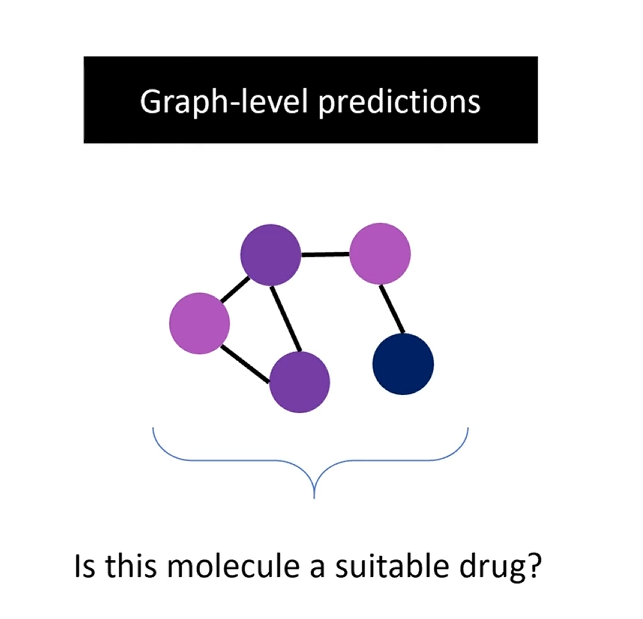 Graph-level predictions
Is this molecule a suitable drug?